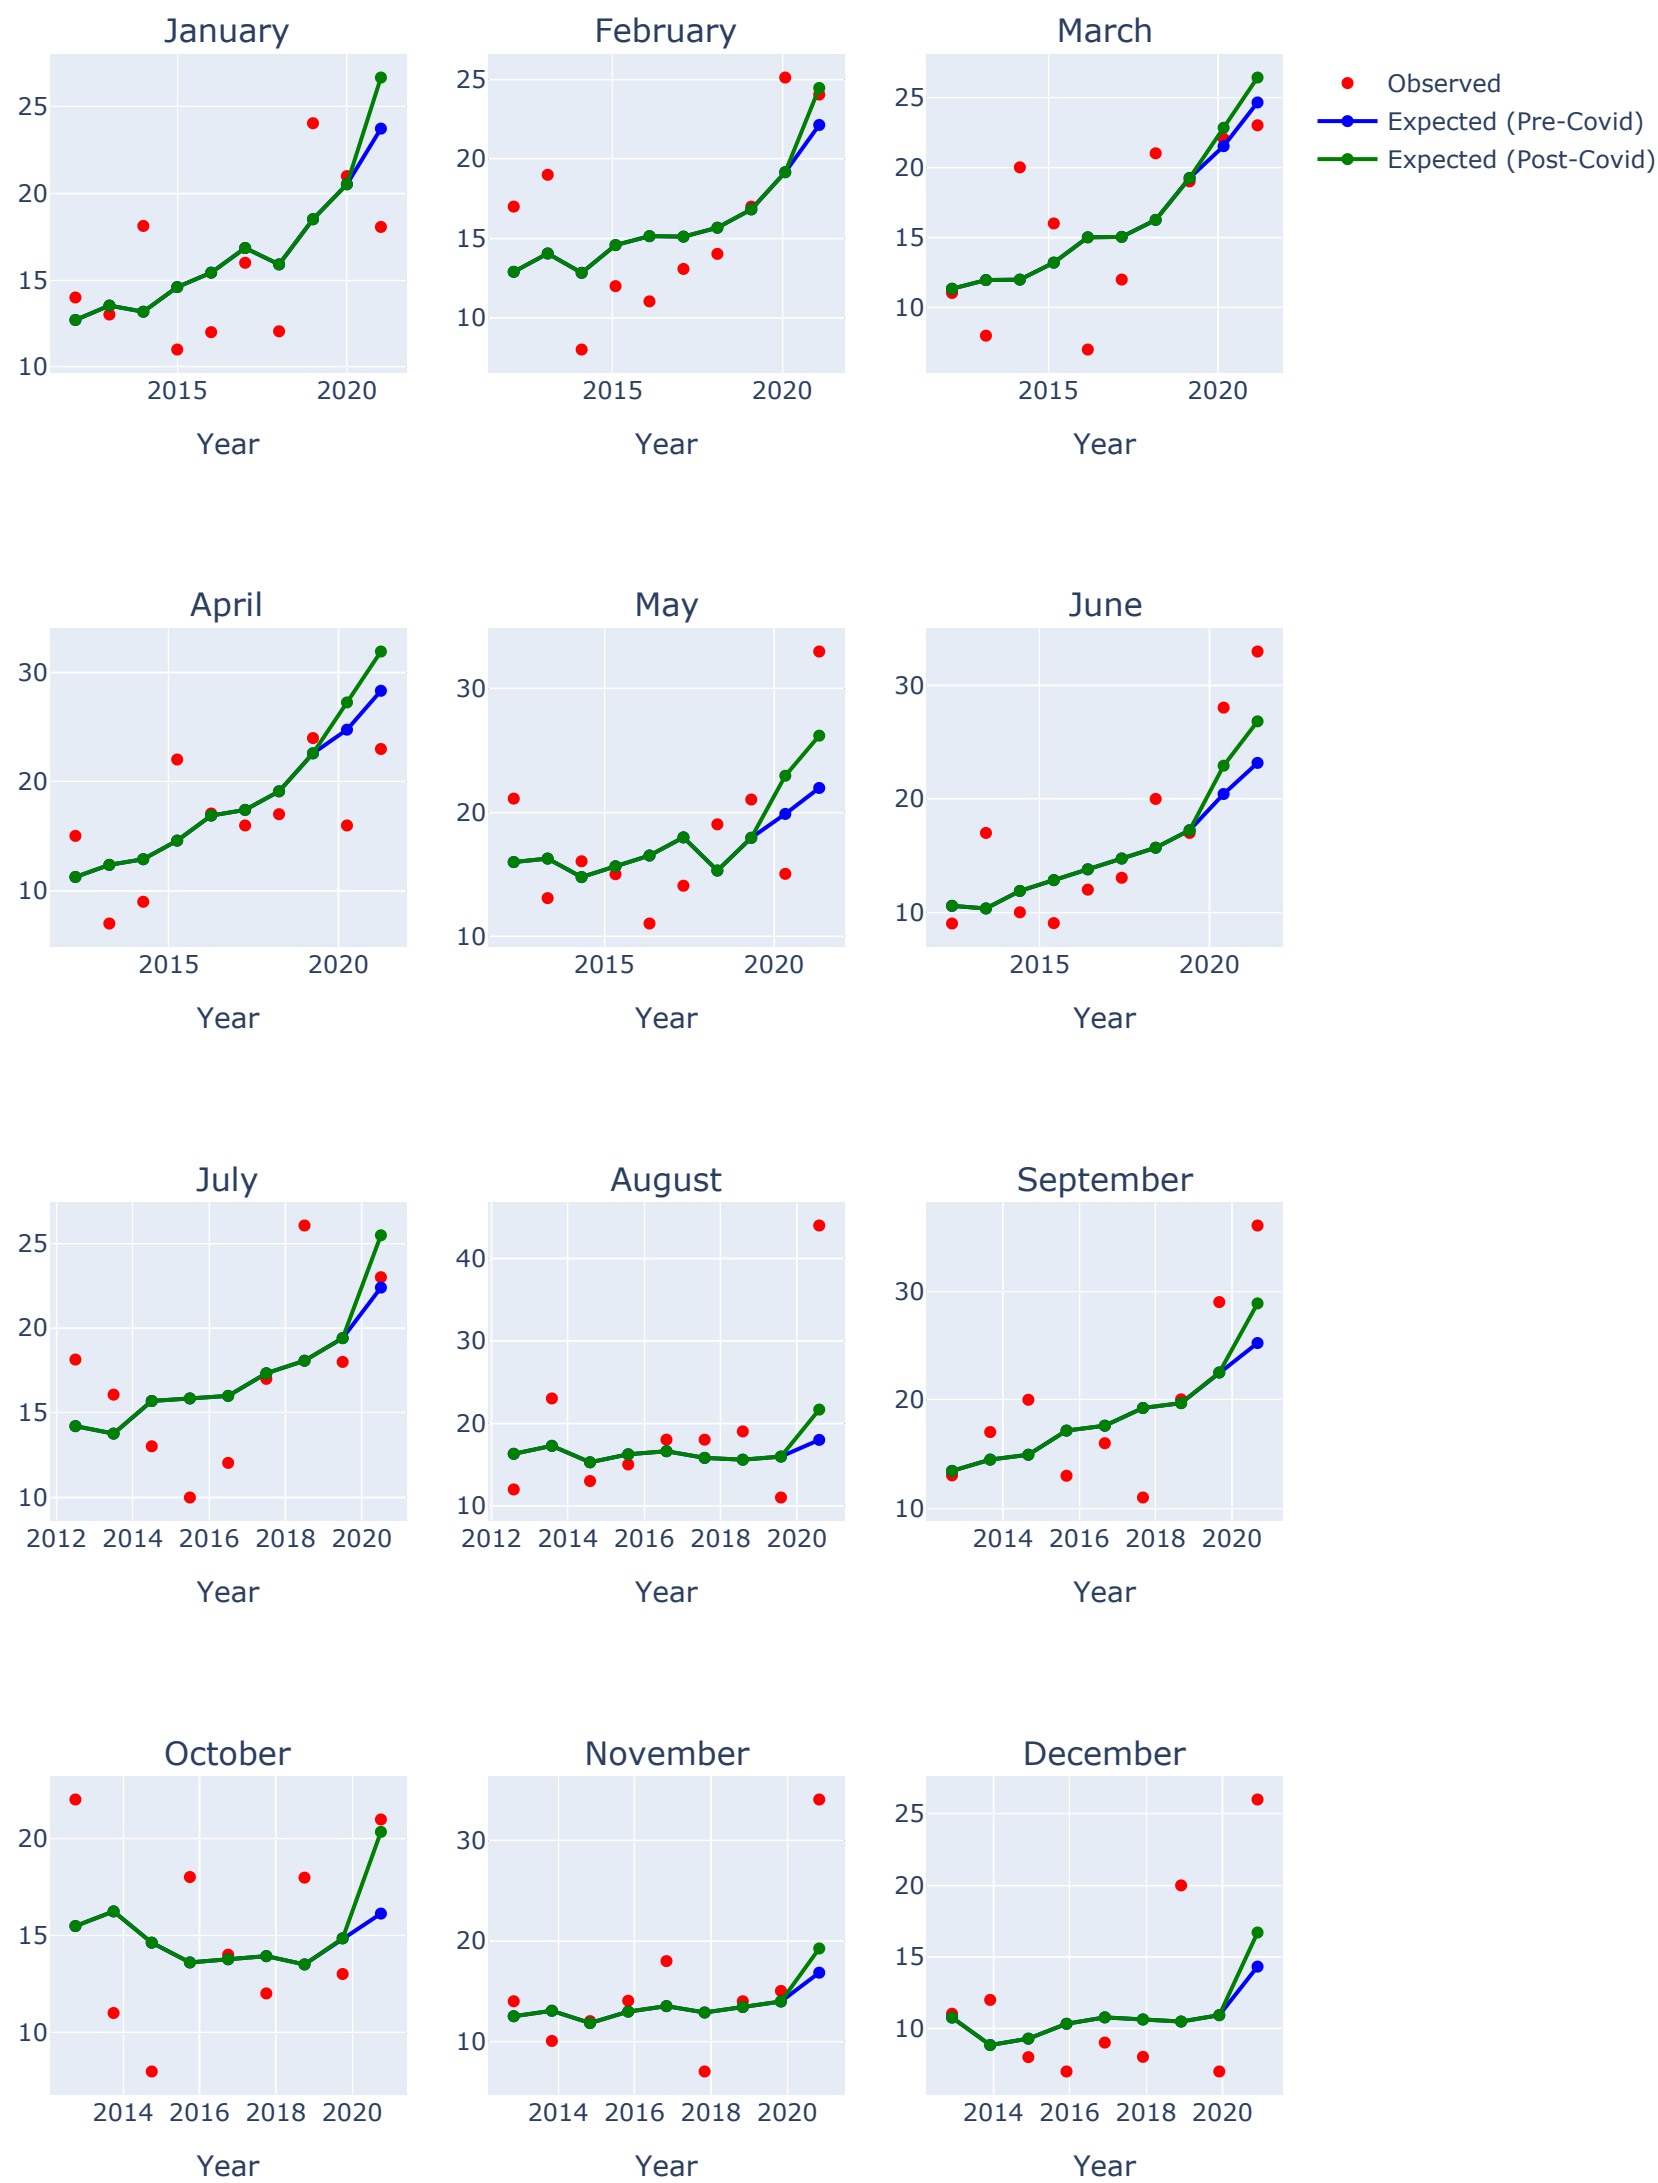 January
February
March
25
20
15
10
2015
2020
Year
25
20
15
10
2015
2020
Year
25
20
15
10
2015
2020
Year
Observed
Expected (Pre-Covid)
Expected (Post-Covid)
April
May
June
30
20
10
2015
2020
Year
30
20
10
2015
2020
Year
30
20
10
2015
2020
Year
July
August
September
25
20
15
10
2012 2014 2016 2018 2020
Year
40
30
20
10
2012 2014 2016 2018 2020
Year
30
20
10
2014 2016 2018 2020
Year
October
November
December
20
15
10
2014 2016 2018 2020
Year
30
20
10
2014 2016 2018 2020
Year
25
20
15
10
2014 2016 2018 2020
Year